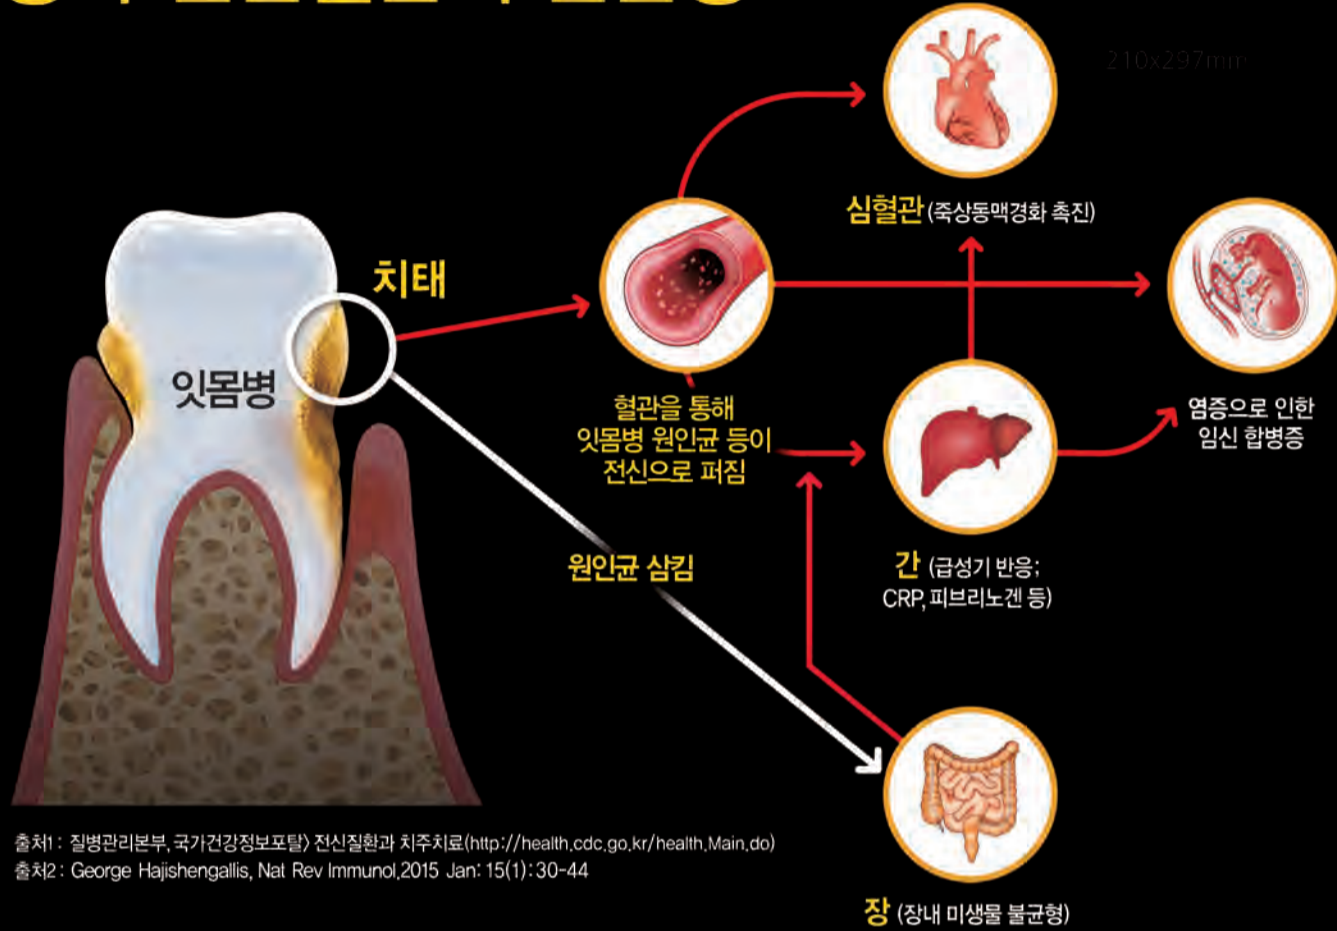 210x297mm
심혈관 (죽상동맥경화 촉진)
치태
잇몸병
혈관을 통해
잇몸병 원인균 등이
전신으로 퍼짐
염증으로 인한
임신 합병증
원인균 삼킴
간 (급성기 반응;
CRP, 피브리노겐 등)
출처1 : 질병관리본부, 국가건강정보포탈> 전신질환과 치주치료(http://health.cdc.go.kr/health.Main.do)
출처2 : George Hajishengallis, Nat Rev Immunol.2015 Jan: 15(1):30-44
장 (장내 미생물 불균형)